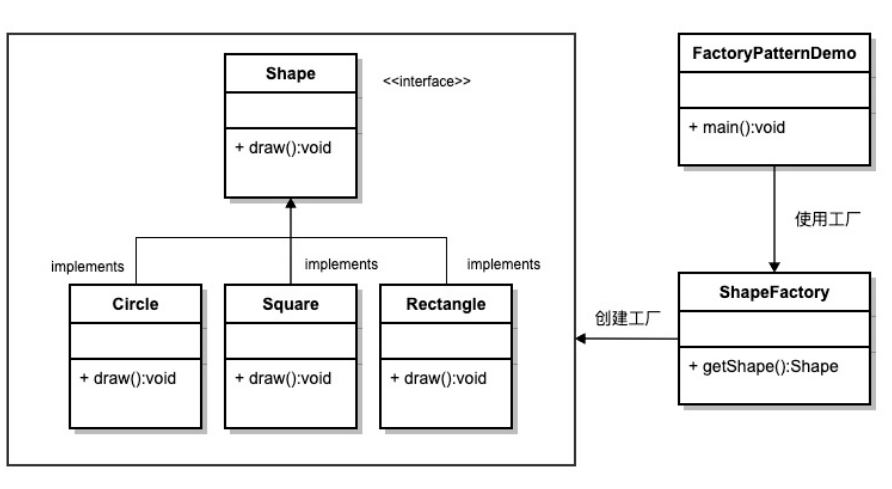 Shape
<<interface>>
+ draw():void
implements
implements
implements
Circle
+ draw():void
Square
+ draw():void
Rectangle
+ draw():void
FactoryPatternDemo
+ main():void
使用工厂
ShapeFactory
+ getShape():Shape
创建工厂